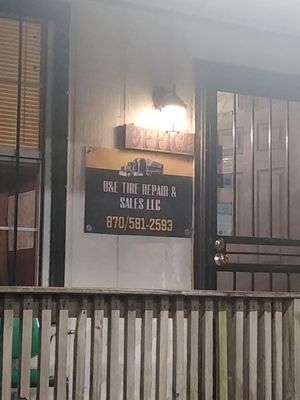 OFFICE
D&E TIRE REPAIR &
SALES LLC
870/581-2593